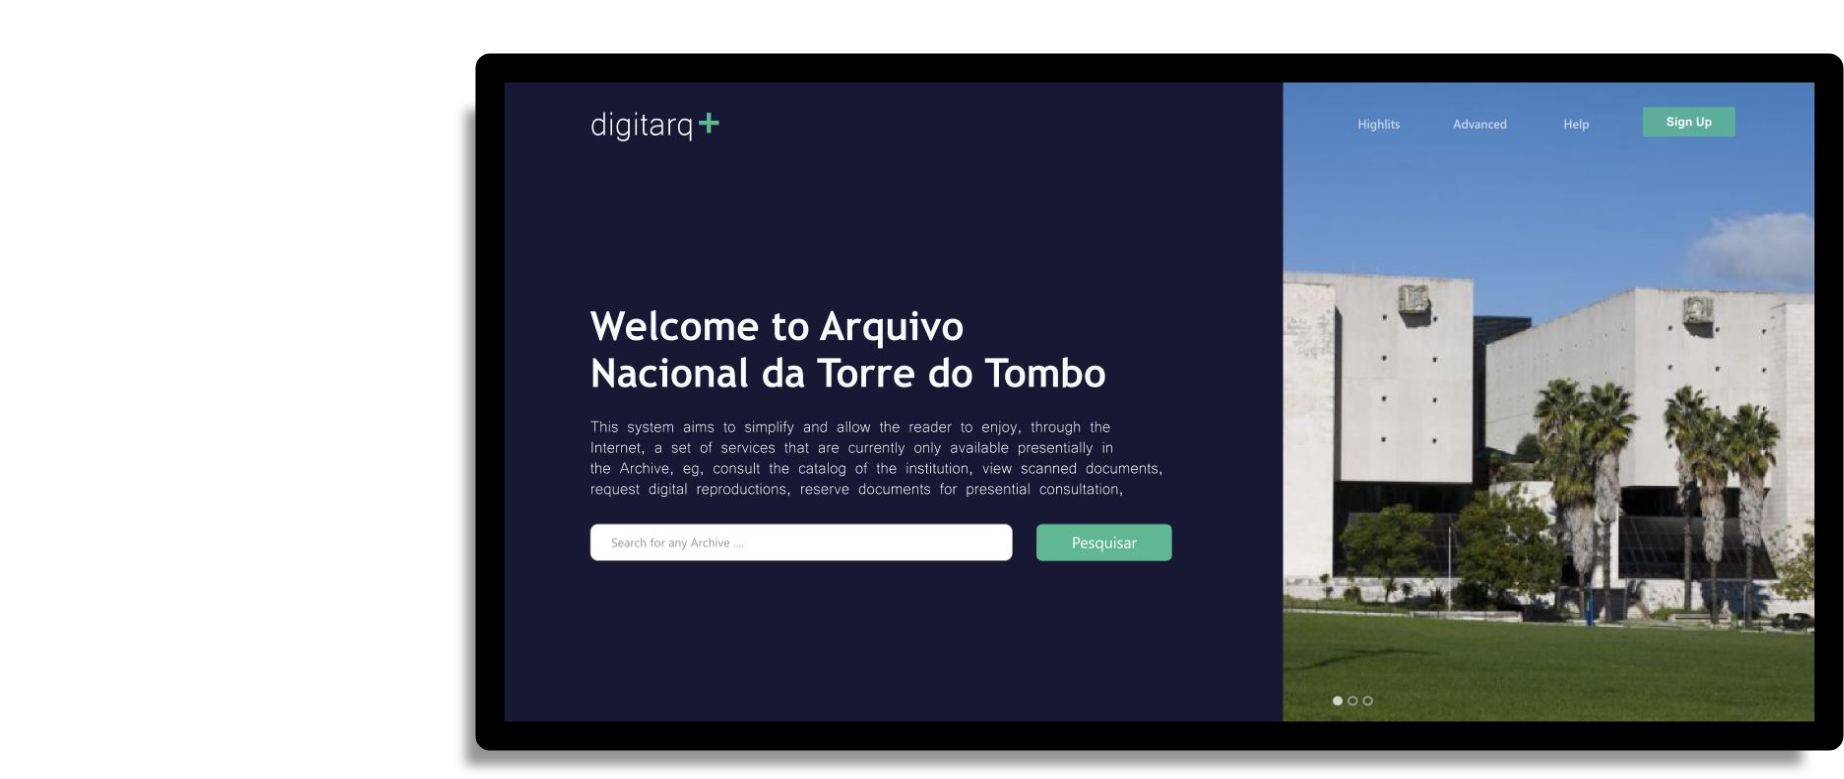 digitarq+
Highlits Advanced Help Sign Up
Welcome to Arquivo
Nacional da Torre do Tombo
This system aims to simplify and allow the reader to enjoy, through the
Internet, a set of services that are currently only available presentially in
the Archive, eg, consult the catalog of the institution, view scanned documents,
request digital reproductions, reserve documents for presential consultation,
Search for any Archive ....
Pesquisar